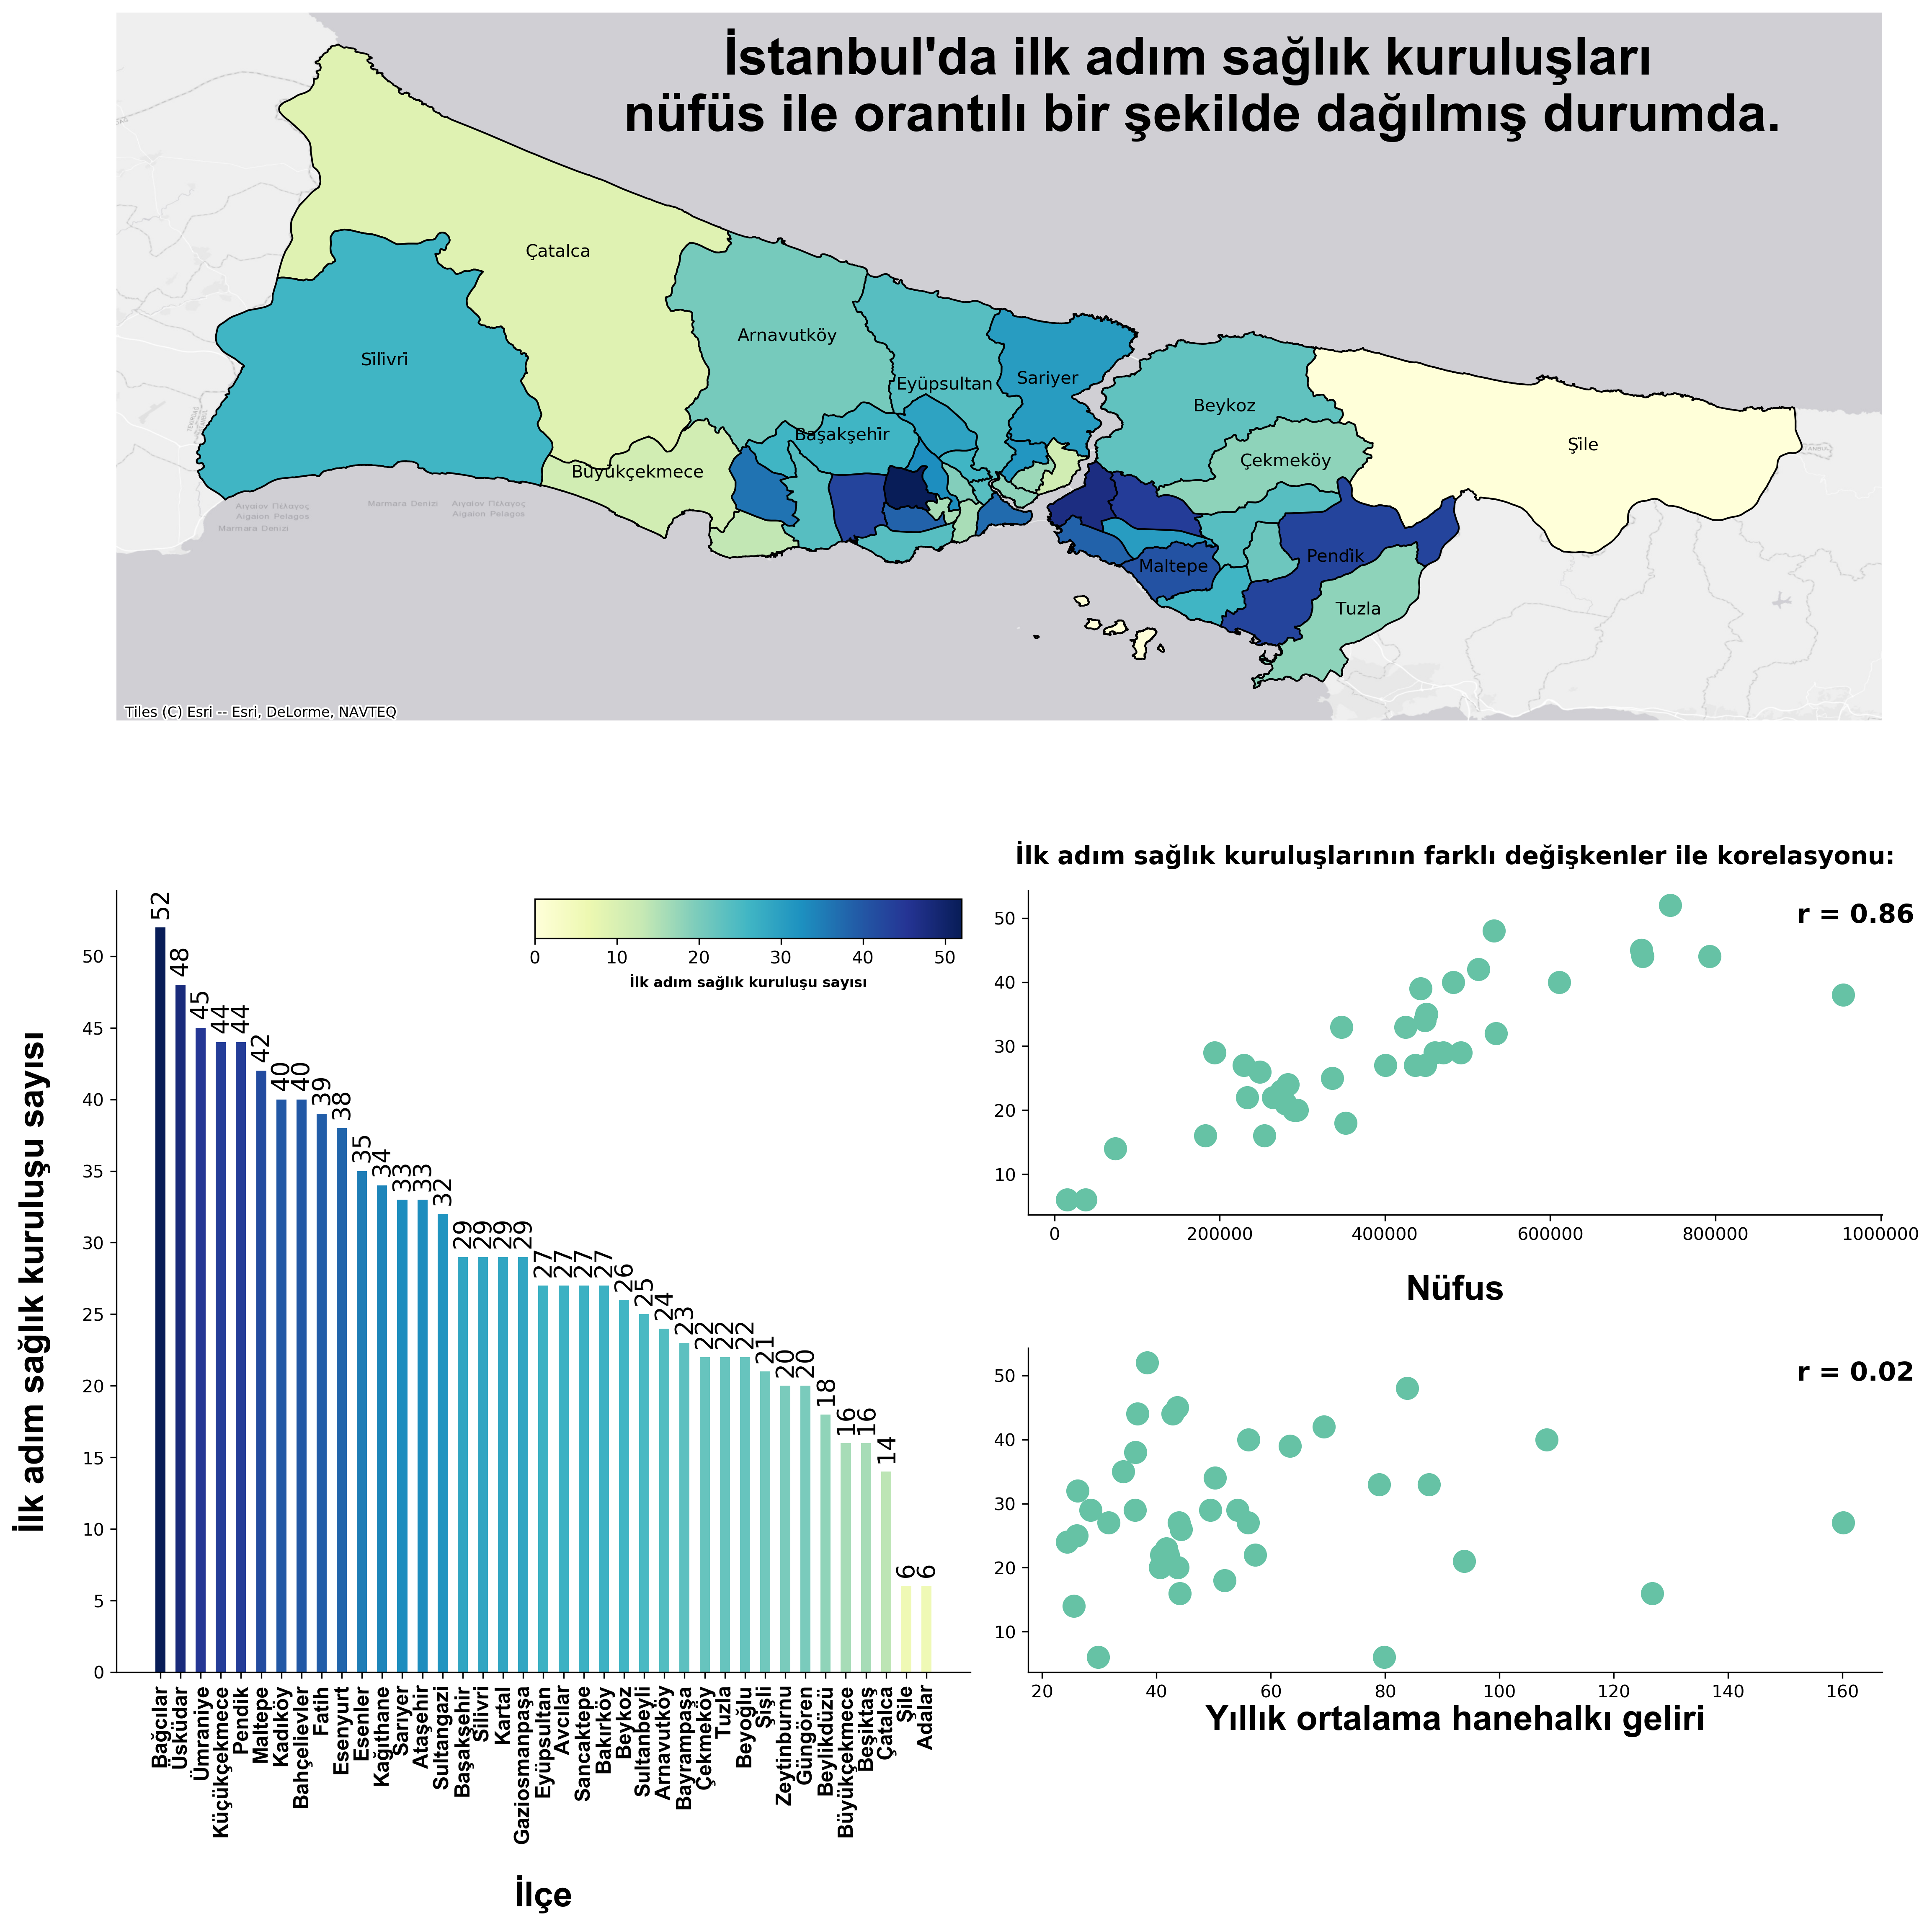 İstanbul'da ilk adım sağlık kuruluşları
nüfüs ile orantılı bir şekilde dağılmış durumda.
Çatalca
Silivri
Arnavutköy
Eyüpsultan
Sariyer
Beykoz
Başakşehir
Büyükçekmece
Çekmeköy
Şile
Maltepe
Pendik
Tuzla
Marmara Denizi
Αιγαίον Πέλαγος
Aigaion Pelagos
Marmara Denizi
Αιγαίον Πέλαγος
Aigaion Pelagos
Tiles (C) Esri -- Esri, DeLorme, NAVTEQ
İlk adım sağlık kuruluşu sayısı
0 5 10 15 20 25 30 35 40 45 50
52 48 45 44 44 42 40 40 39 38 35 34 33 33 32 29 29 29 29 27 27 27 27 26 25 24 23 22 22 22 21 20 20 18 16 16 14 6 6
Bağcılar
Üsküdar
Ümraniye
Küçükçekmece
Pendik
Maltepe
Kadıköy
Bahçelievler
Fatih
Esenyurt
Esenler
Kağıthane
Sarıyer
Ataşehir
Sultangazi
Başakşehir
Silivri
Kartal
Gaziosmanpaşa
Eyüpsultan
Avcılar
Sancaktepe
Bakırköy
Beykoz
Sultanbeyli
Arnavutköy
Bayrampaşa
Çekmeköy
Tuzla
Beyoğlu
Şişli
Zeytinburnu
Güngören
Beylikdüzü
Büyükçekmece
Beşiktaş
Çatalca
Şile
Adalar
İlçe
0 10 20 30 40 50
İlk adım sağlık kuruluşu sayısı
İlk adım sağlık kuruluşlarının farklı değişkenler ile korelasyonu:
r = 0.86
50
40
30
20
10
0 200000 400000 600000 800000 1000000
Nüfus
r = 0.02
50
40
30
20
10
20 40 60 80 100 120 140 160
Yıllık ortalama hanehalkı geliri